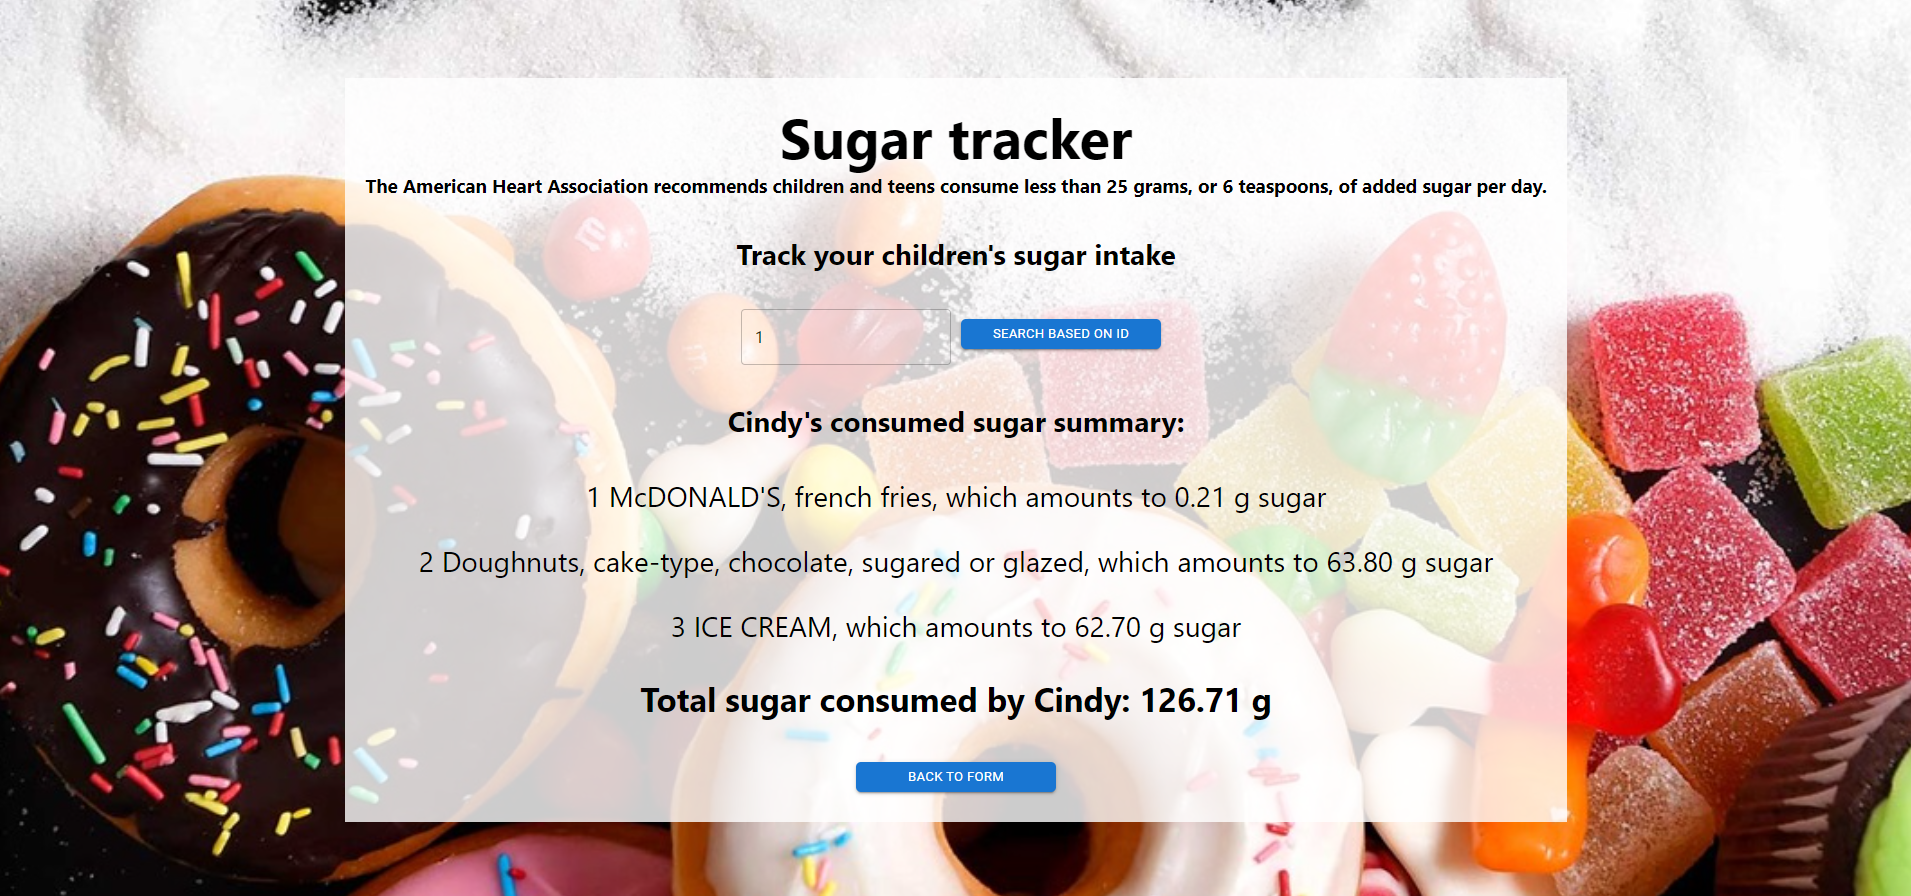 Sugar tracker
The American Heart Association recommends children and teens consume less than 25 grams, or 6 teaspoons, of added sugar per day.
Track your children's sugar intake
1
SEARCH BASED ON ID
Cindy's consumed sugar summary:
1 McDONALD'S, french fries, which amounts to 0.21 g sugar
2 Doughnuts, cake-type, chocolate, sugared or glazed, which amounts to 63.80 g sugar
3 ICE CREAM, which amounts to 62.70 g sugar
Total sugar consumed by Cindy: 126.71 g
BACK TO FORM